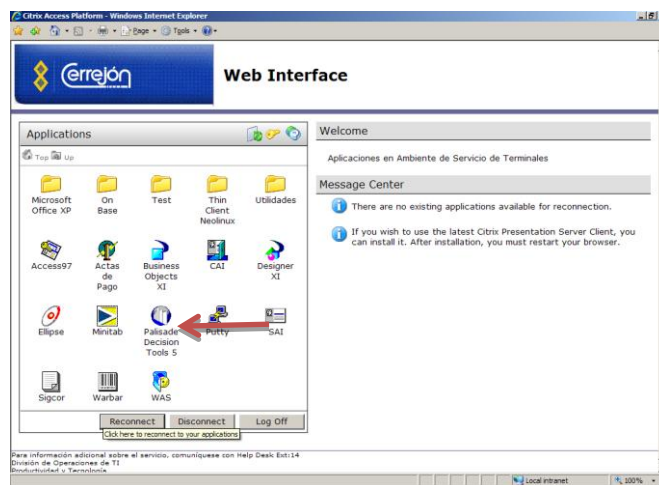 Citrix Access Platform - Windows Internet Explorer
Page Tools
Cerrejón
Web Interface
Applications
Top Up
Microsoft Office XP
On Base
Test
Thin Client Neolinux
Utilidades
Access97
Actas de Pago
Business Objects XI
CAI
Designer XI
Ellipse
Minitab
Palisade Decision Tools 5
Putty
SAI
Sigcor
Warbar
WAS
Reconnect Disconnect Log Off
Click here to reconnect to your applications
Welcome
Aplicaciones en Ambiente de Servicio de Terminales
Message Center
There are no existing applications available for reconnection.
If you wish to use the latest Citrix Presentation Server Client, you
can install it. After installation, you must restart your browser.
Para información adicional sobre el servicio, comuníquese con Help Desk Ext:14
División de Operaciones de TI
Productividad y Tecnología
Local intranet 100%